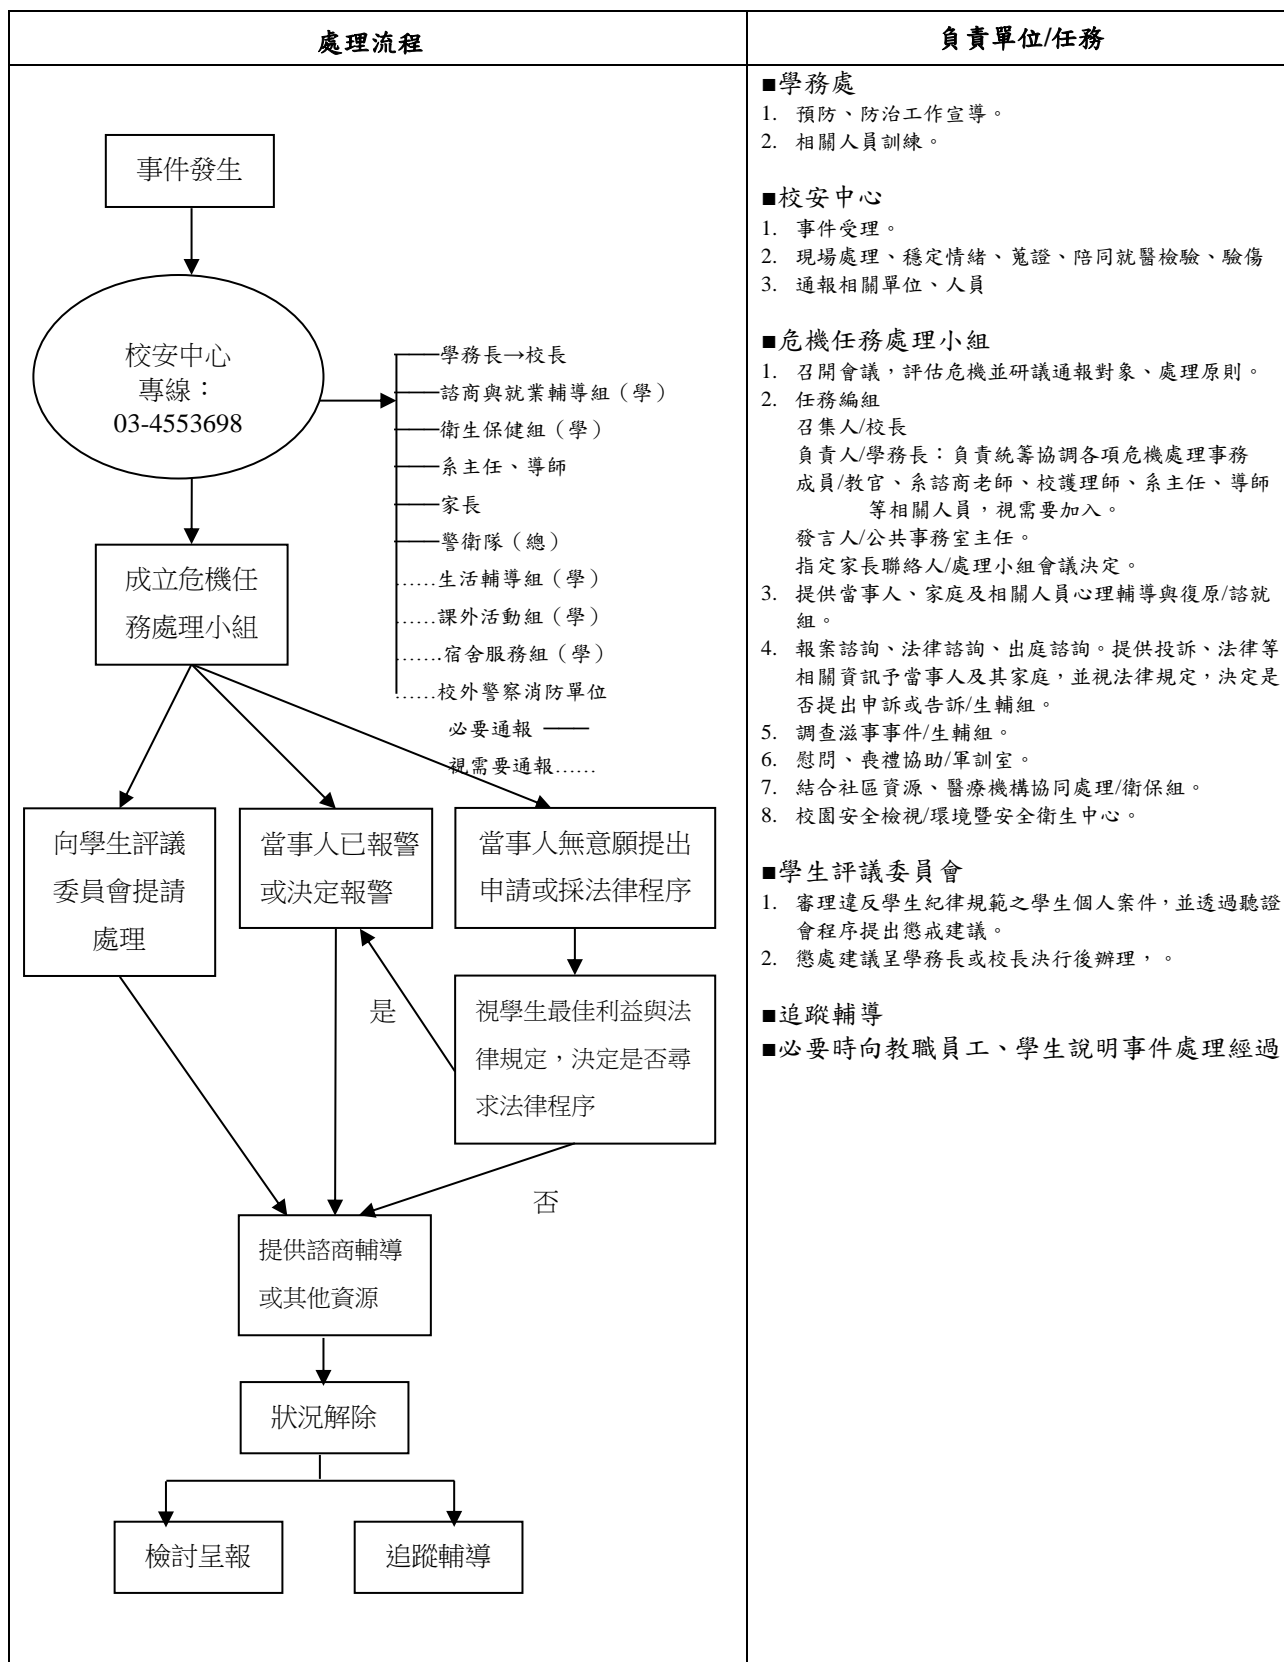 處理流程
事件發生
校安中心
專線：
03-4553698
學務長→校長
諮商與就業輔導組（學）
衛生保健組（學）
系主任、導師
家長
警衛隊（總）
……生活輔導組（學）
……課外活動組（學）
…….宿舍服務組（學）
……校外警察消防單位
必要通報 ——
視需要通報……
成立危機任
務處理小組
向學生評議
委員會提請
處理
當事人已報警
或決定報警
當事人無意願提出
申請或採法律程序
是
視學生最佳利益與法
律規定，決定是否尋
求法律程序
否
提供諮商輔導
或其他資源
狀況解除
檢討呈報
追蹤輔導
負責單位/任務
■學務處
1. 預防、防治工作宣導。
2. 相關人員訓練。
■校安中心
1. 事件受理。
2. 現場處理、穩定情緒、蒐證、陪同就醫檢驗、驗傷
3. 通報相關單位、人員
■危機任務處理小組
1. 召開會議，評估危機並研議通報對象、處理原則。
2. 任務編組
召集人/校長
負責人/學務長：負責統籌協調各項危機處理事務
成員/教官、系諮商老師、校護理師、系主任、導師
等相關人員，視需要加入。
發言人/公共事務室主任。
指定家長聯絡人/處理小組會議決定。
3. 提供當事人、家庭及相關人員心理輔導與復原/諮就
組。
4. 報案諮詢、法律諮詢、出庭諮詢。提供投訴、法律等
相關資訊予當事人及其家庭，並視法律規定，決定是
否提出申訴或告訴/生輔組。
5. 調查滋事事件/生輔組。
6. 慰問、喪禮協助/軍訓室。
7. 結合社區資源、醫療機構協同處理/衛保組。
8. 校園安全檢視/環境暨安全衛生中心。
■學生評議委員會
1. 審理違反學生紀律規範之學生個人案件，並透過聽證
會程序提出懲戒建議。
2. 懲處建議呈學務長或校長決行後辦理，。
■追蹤輔導
■必要時向教職員工、學生說明事件處理經過